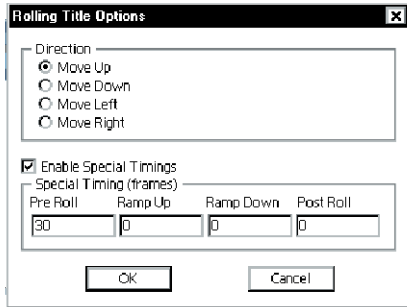 Rolling Title Options
Direction
Move Up
Move Down
Move Left
Move Right
Enable Special Timings
Special Timing (frames)
Pre Roll Ramp Up Ramp Down Post Roll
30 0 0 0
OK Cancel